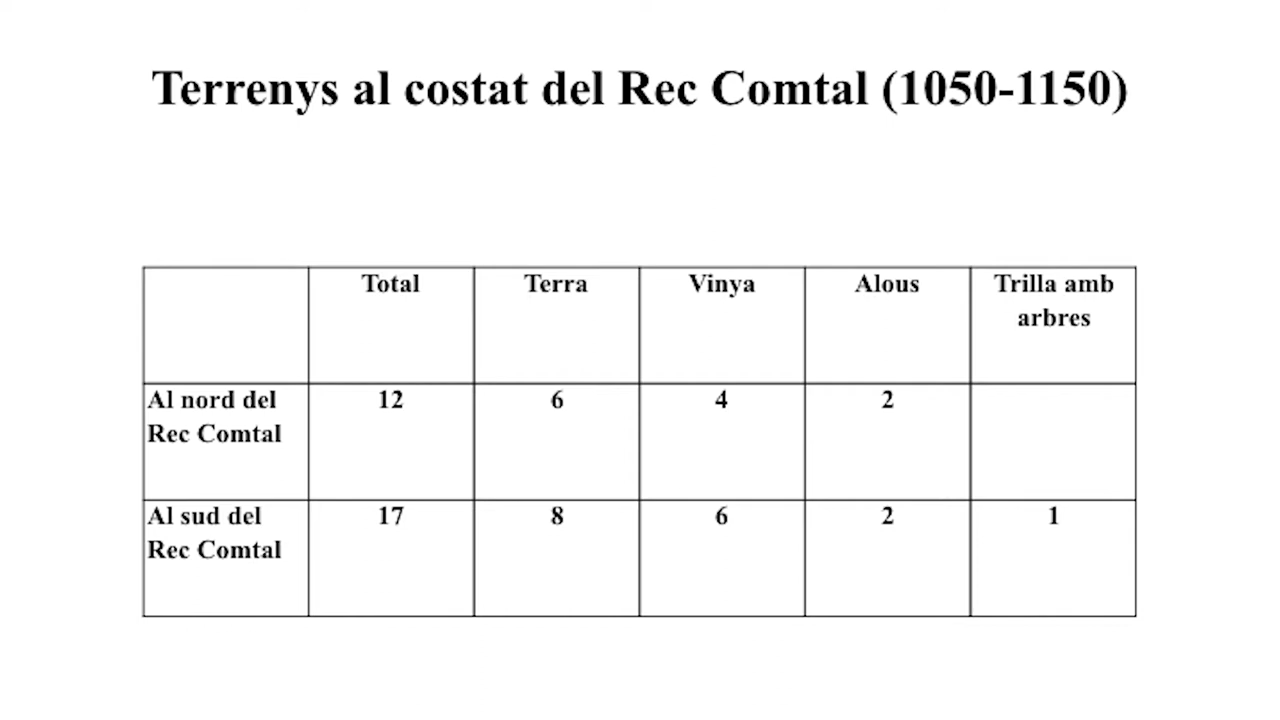 Terrenys al costat del Rec Comtal (1050-1150)
Total Terra Vinya Alous Trilla amb
arbres
Al nord del 12 6 4 2
Rec Comtal
Al sud del 17 8 6 2 1
Rec Comtal